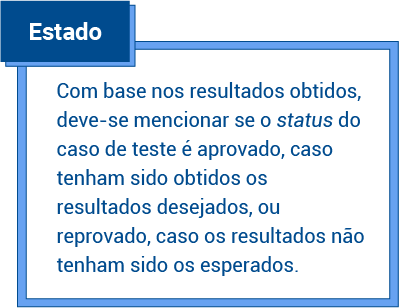 Estado
Com base nos resultados obtidos,
deve-se mencionar se o status do
caso de teste é aprovado, caso
tenham sido obtidos os
resultados desejados, ou
reprovado, caso os resultados não
tenham sido os esperados.